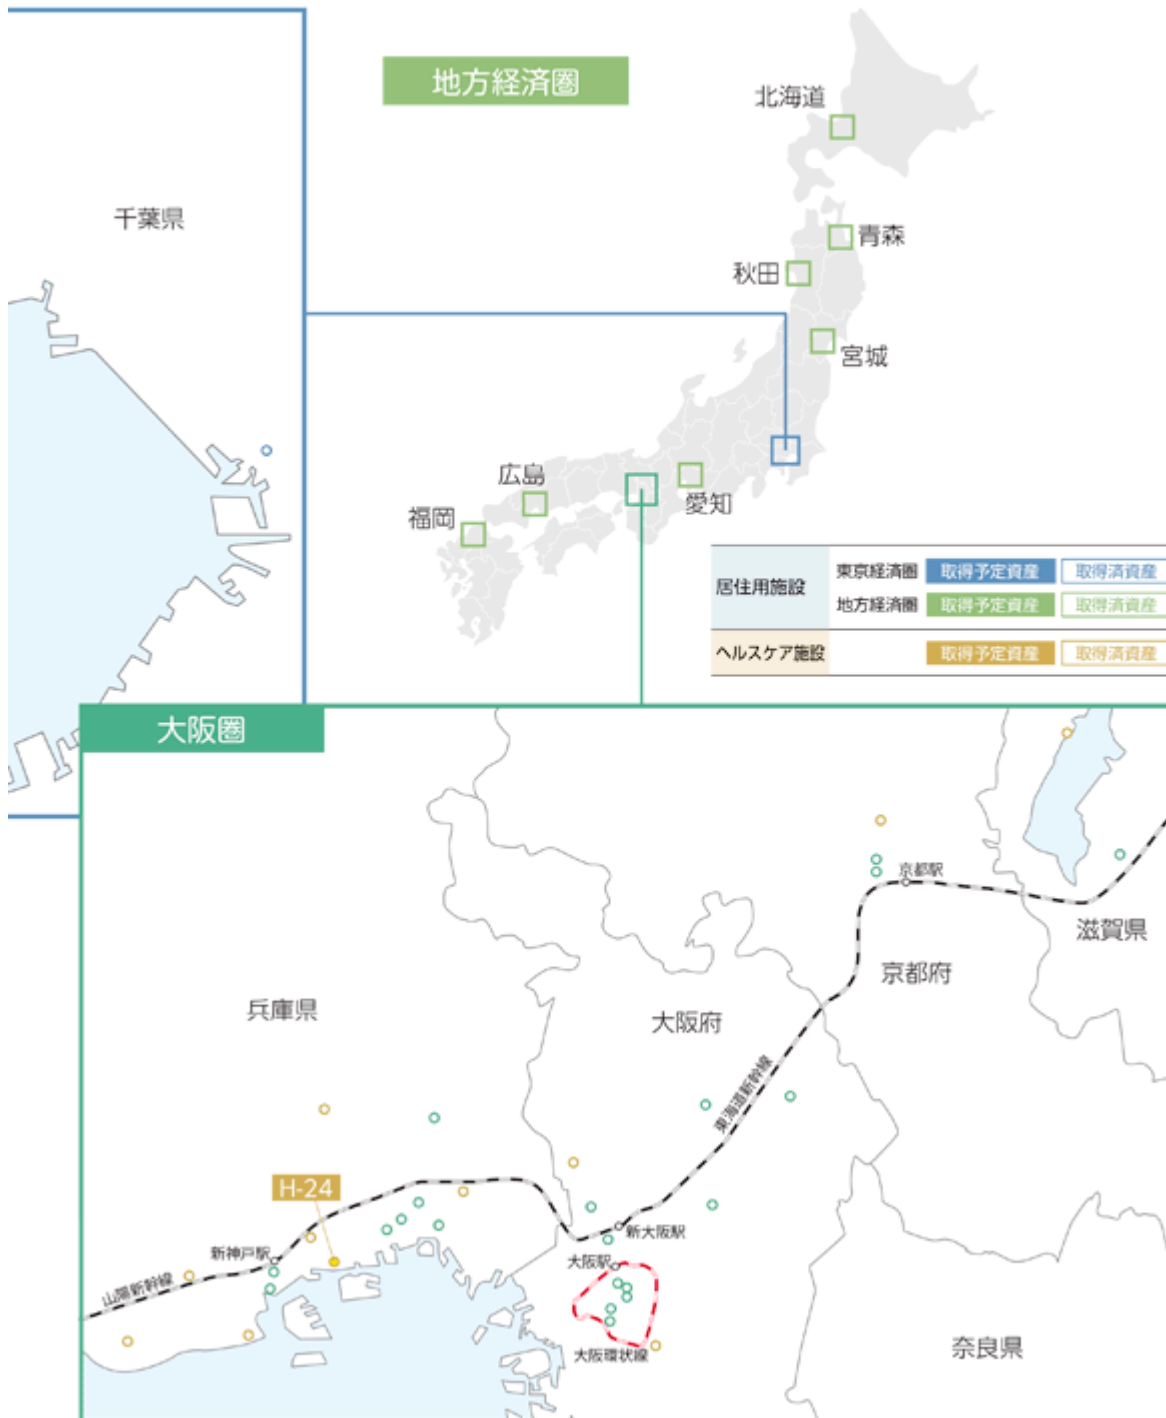 地方経済圏
北海道
千葉県
青森
秋田
宮城
広島
愛知
福岡
居住用施設
東京経済圏 取得予定資産 取得済資産
地方経済圏 取得予定資産 取得済資産
ヘルスケア施設 取得予定資産 取得済資産
大阪圏
京都駅
滋賀県
京都府
兵庫県
大阪府
東海道新幹線
H-24
新大阪駅
新神戸駅
大阪駅
山陽新幹線
大阪環状線
奈良県